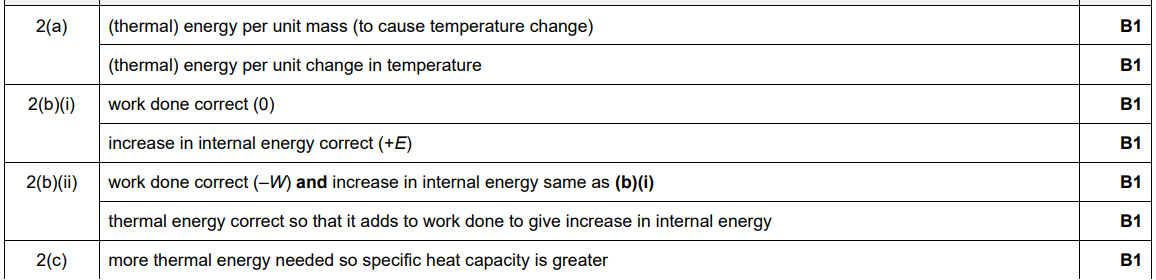 2(a) (thermal) energy per unit mass (to cause temperature change) B1
(thermal) energy per unit change in temperature B1
2(b)(i) work done correct (0) B1
increase in internal energy correct (+E) B1
2(b)(ii) work done correct (–W) and increase in internal energy same as (b)(i) B1
thermal energy correct so that it adds to work done to give increase in internal energy B1
2(c) more thermal energy needed so specific heat capacity is greater B1